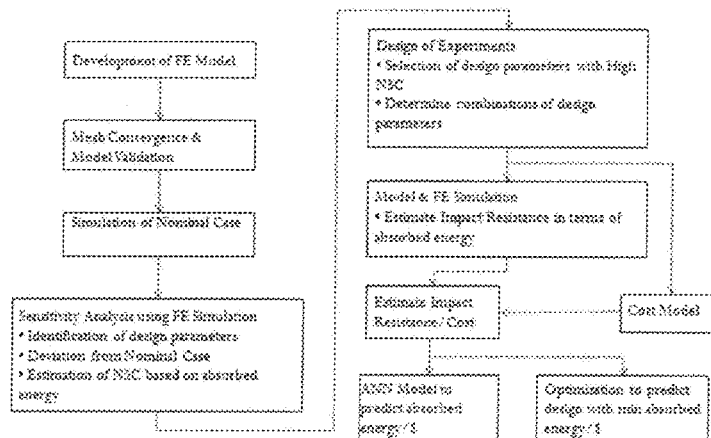 Development of FE Model
Mesh Convergence &
Model Validation
Simulation of Nominal Case
Sensitivity Analysis using FE Simulation
• Identification of design parameters
• Deviation from Nominal Case
• Estimation of NSC based on absorbed
energy
Design of Experiments
• Selection of design parameters with High
NSC
• Determine combinations of design
parameters
Model & FE Simulation
• Estimate Impact Resistance in terms of
absorbed energy
Estimate Impact
Resistance/Cost
Cost Model
ANN Model to
predict absorbed
energy/$
Optimization to predict
design with min absorbed
energy/$